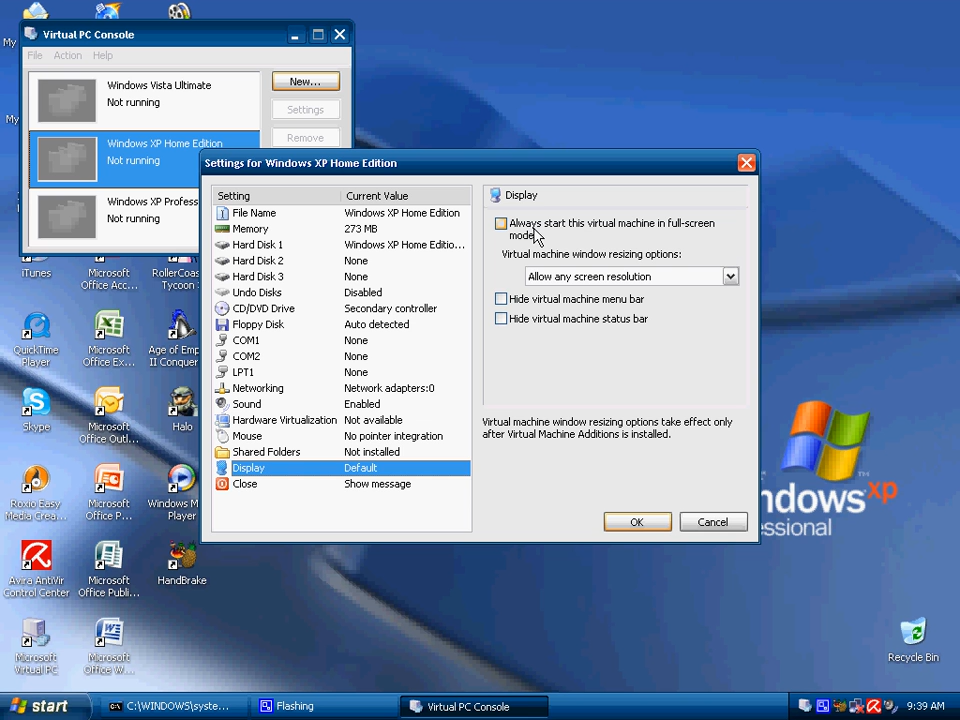 My
My
Virtual PC Console
File Action Help
Windows Vista Ultimate
Not running
Windows XP Home Edition
Not running
Windows XP Profess
Not running
New...
Settings
Remove
Settings for Windows XP Home Edition
Setting Current Value
File Name Windows XP Home Edition
Memory 273 MB
Hard Disk 1 Windows XP Home Editio...
Hard Disk 2 None
Hard Disk 3 None
Undo Disks Disabled
CD/DVD Drive Secondary controller
Floppy Disk Auto detected
COM1 None
COM2 None
LPT1 None
Networking Network adapters:0
Sound Enabled
Hardware Virtualization Not available
Mouse No pointer integration
Shared Folders Not installed
Display Default
Close Show message
Display
Always start this virtual machine in full-screen
mode
Virtual machine window resizing options:
Allow any screen resolution
Hide virtual machine menu bar
Hide virtual machine status bar
Virtual machine window resizing options take effect only
after Virtual Machine Additions is installed.
OK Cancel
iTunes
Microsoft
Office Acc...
RollerCoas
Tycoon
QuickTime
Player
Microsoft
Office Ex...
Age of Emp
II Conquer
Skype
Microsoft
Office Outl...
Halo
Roxio Easy
Media Crea...
Microsoft
Office P...
Windows M
Player
Avira AntiVir
Control Center
Microsoft
Office Publi...
HandBrake
Microsoft
Virtual PC
Microsoft
Office W...
ndows xp
essional
Recycle Bin
start
C:\WINDOWS\syste...
Flashing
Virtual PC Console
9:39 AM